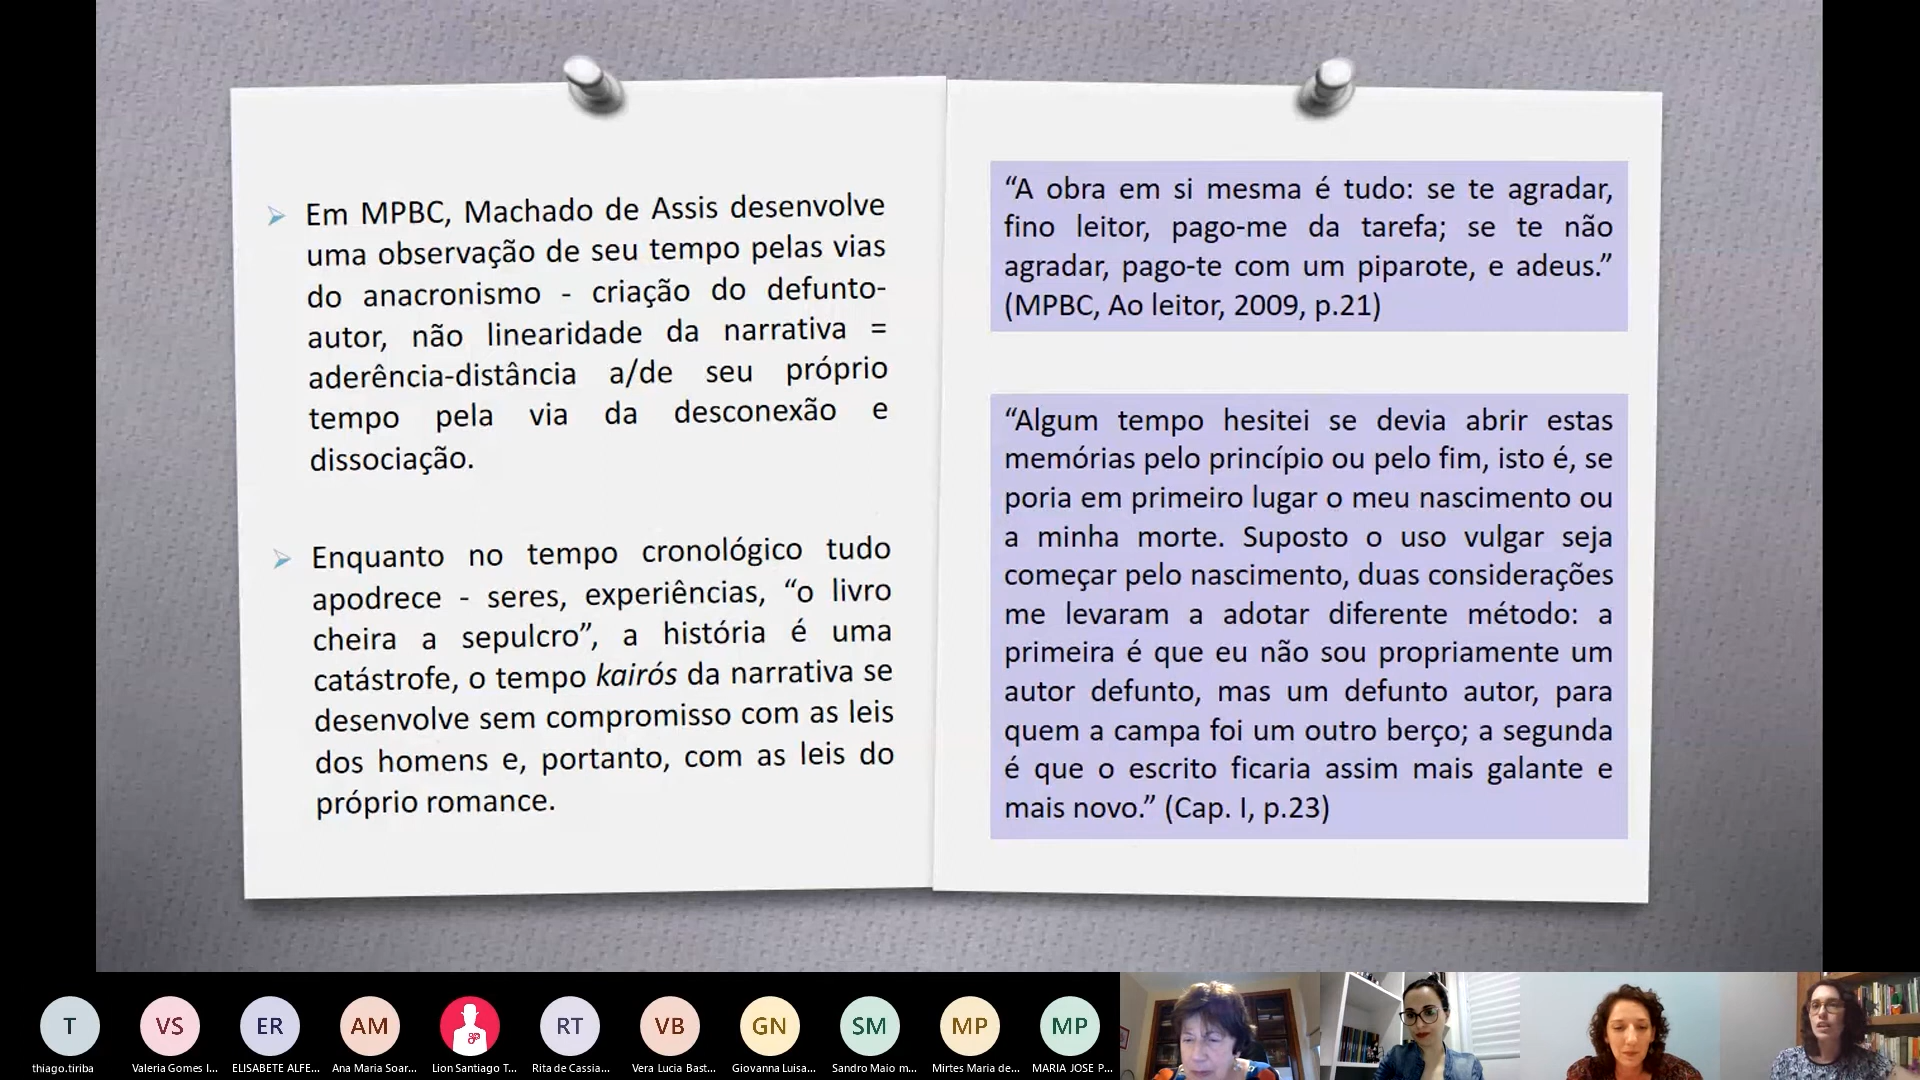 Em MPBC, Machado de Assis desenvolve
uma observação de seu tempo pelas vias
do anacronismo - criação do defunto-
autor, não linearidade da narrativa =
aderência-distância a/de seu próprio
tempo pela via da desconexão e
dissociação.
Enquanto no tempo cronológico tudo
apodrece - seres, experiências, “o livro
cheira a sepulcro”, a história é uma
catástrofe, o tempo kairós da narrativa se
desenvolve sem compromisso com as leis
dos homens e, portanto, com as leis do
próprio romance.
“A obra em si mesma é tudo: se te agradar,
fino leitor, pago-me da tarefa; se te não
agradar, pago-te com um piparote, e adeus.”
(MPBC, Ao leitor, 2009, p.21)
“Algum tempo hesitei se devia abrir estas
memórias pelo princípio ou pelo fim, isto é, se
poria em primeiro lugar o meu nascimento ou
a minha morte. Suposto o uso vulgar seja
começar pelo nascimento, duas considerações
me levaram a adotar diferente método: a
primeira é que eu não sou propriamente um
autor defunto, mas um defunto autor, para
quem a campa foi um outro berço; a segunda
é que o escrito ficaria assim mais galante e
mais novo.” (Cap. I, p.23)
T VS ER AM RT VB GN SM MP MP
thiago.tiriba Valeria Gomes I... ELISABETE ALFE... Ana Maria Soar... Lion Santiago T... Rita de Cassia... Vera Lucia Bast... Giovanna Luisa... Sandro Maio m... Mirtes Maria de... MARIA JOSE P...